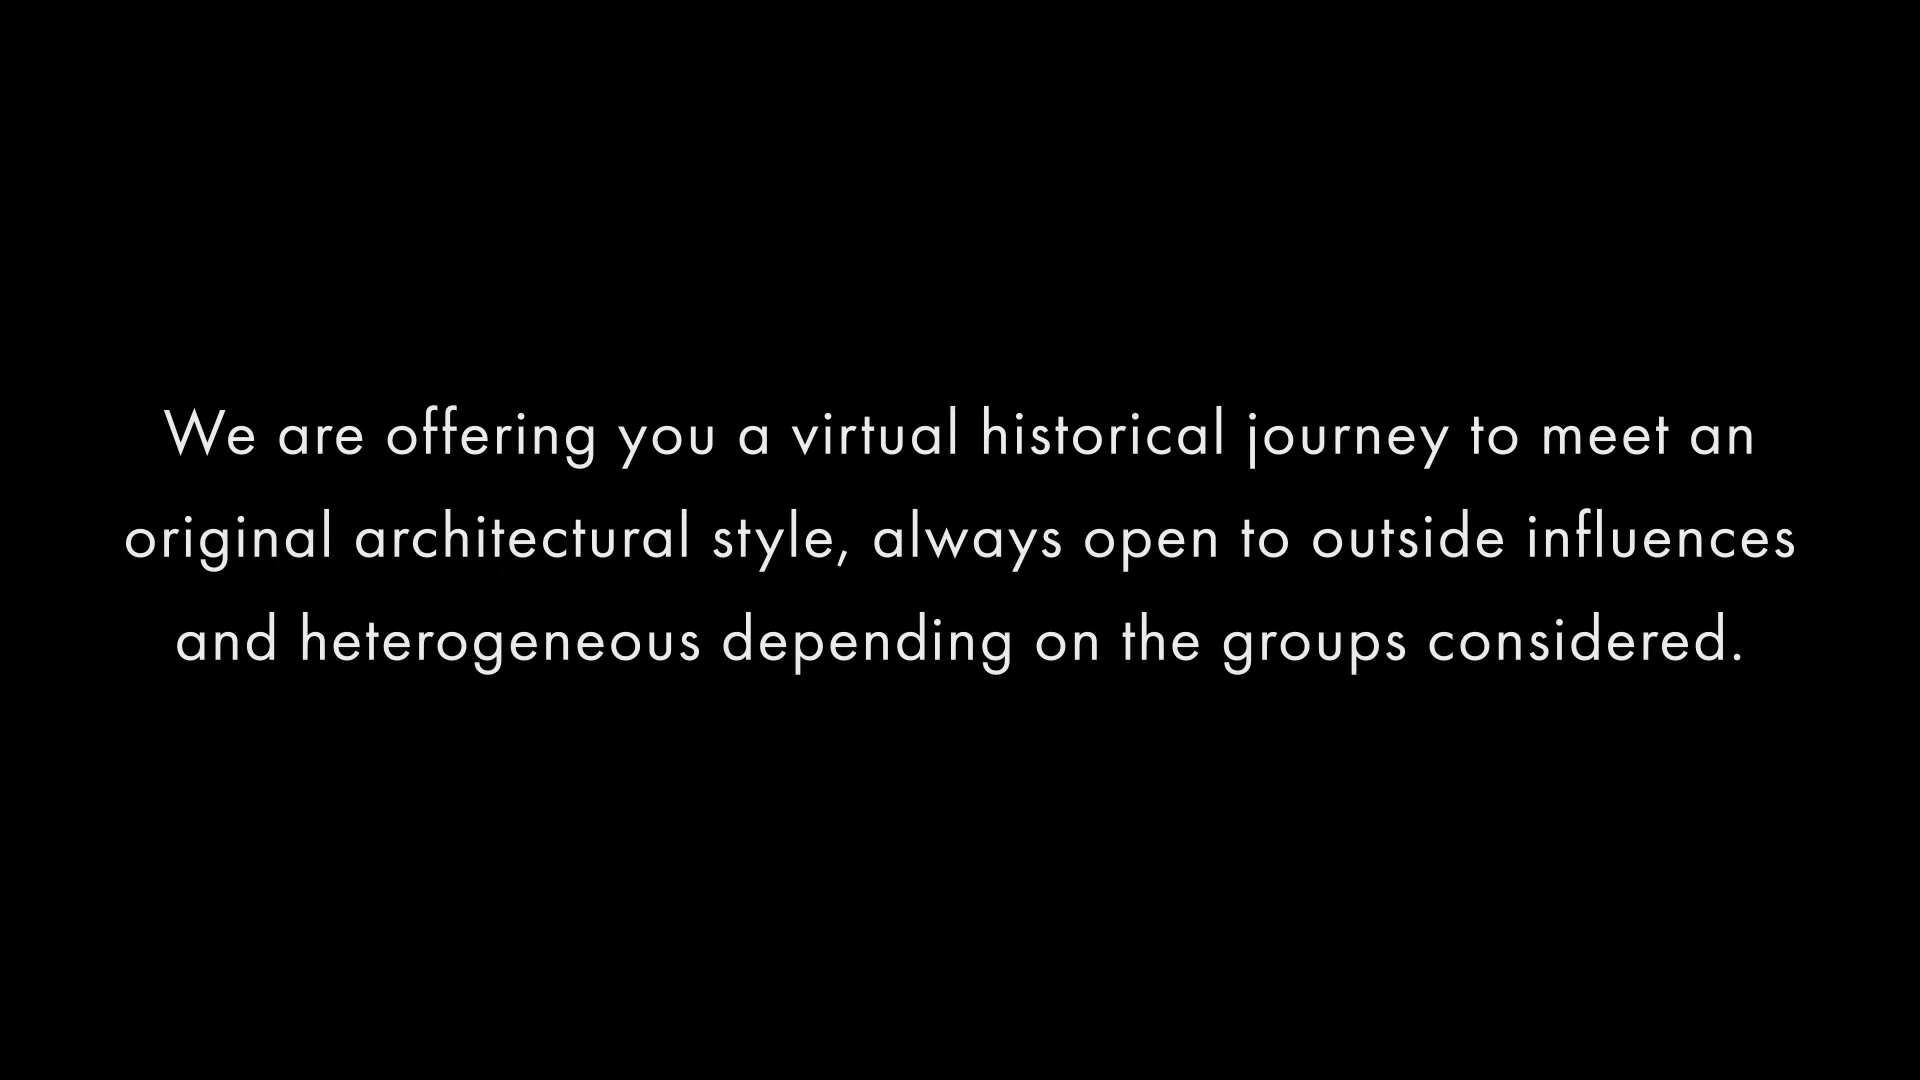 We are offering you a virtual historical journey to meet an
original architectural style, always open to outside influences
and heterogeneous depending on the groups considered.